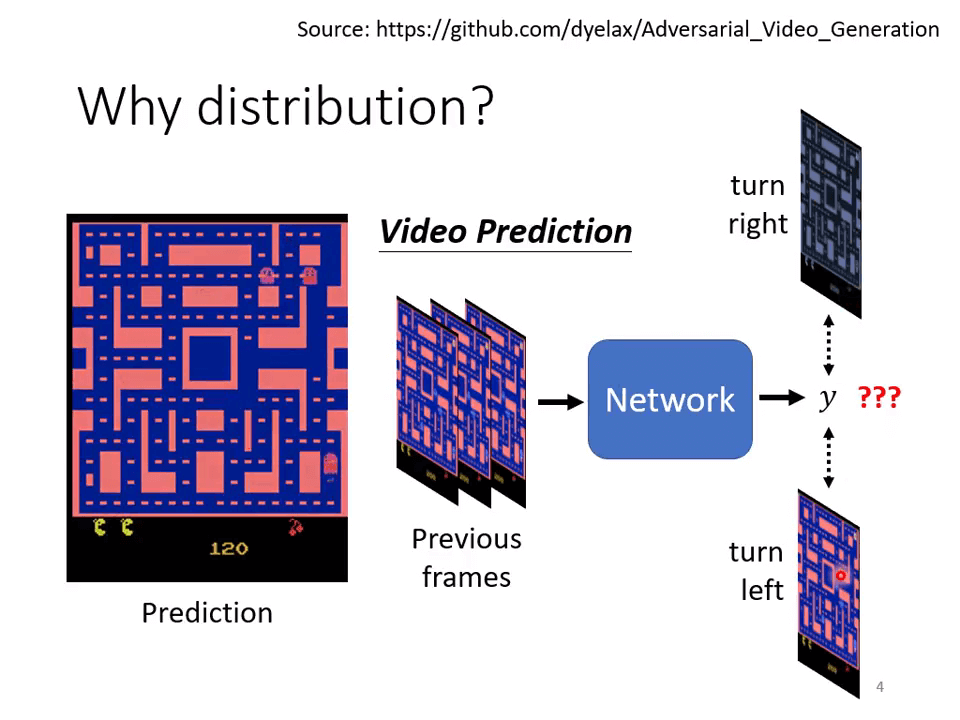 Source: https://github.com/dyelax/Adversarial_Video_Generation
Why distribution?
Video Prediction
turn
right
Network
y ???
Previous
frames
turn
left
120
Prediction
4